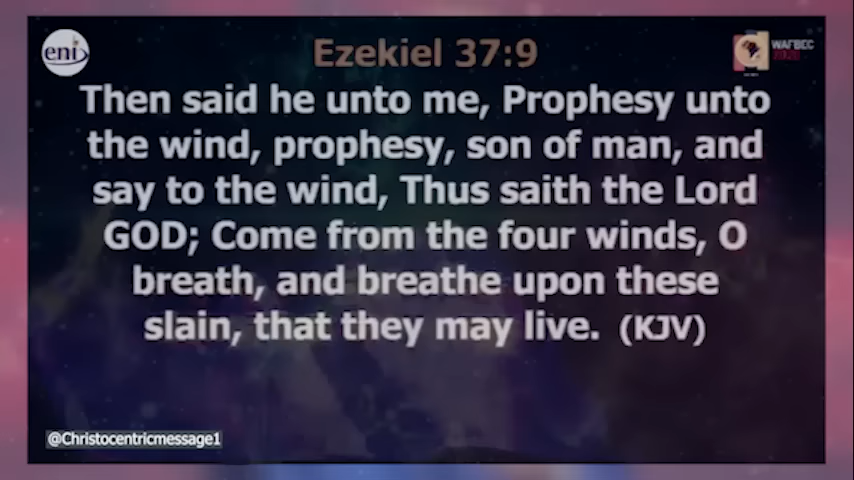 eni
WAFBEC
Ezekiel 37:9
Then said he unto me, Prophesy unto
the wind, prophesy, son of man, and
say to the wind, Thus saith the Lord
GOD; Come from the four winds, O
breath, and breathe upon these
slain, that they may live. (KJV)
@Christocentricmessage1